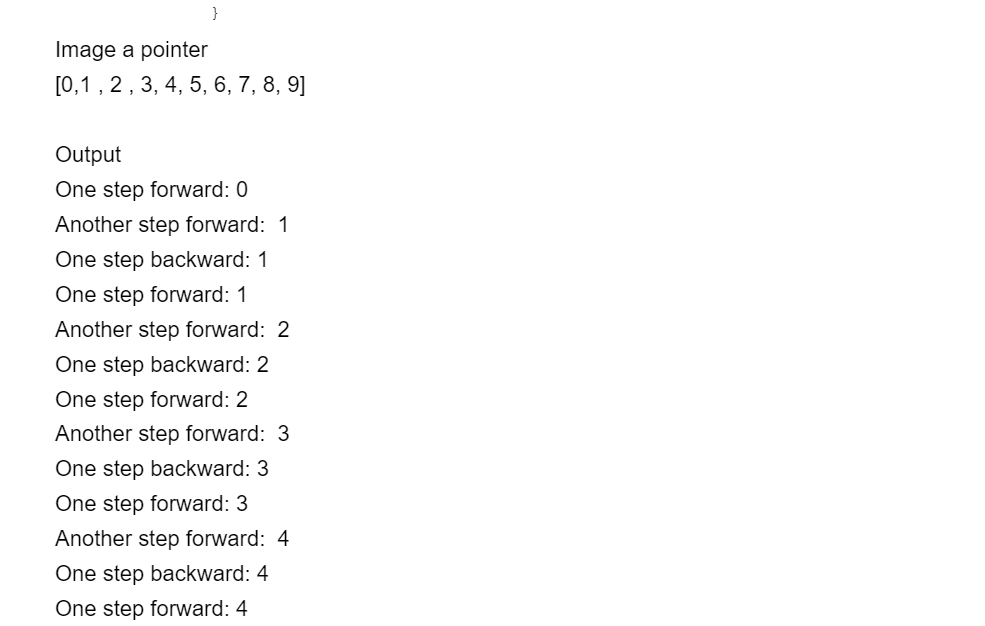 }
Image a pointer
[0,1 , 2 , 3, 4, 5, 6, 7, 8, 9]
Output
One step forward: 0
Another step forward:  1
One step backward: 1
One step forward: 1
Another step forward:  2
One step backward: 2
One step forward: 2
Another step forward:  3
One step backward: 3
One step forward: 3
Another step forward:  4
One step backward: 4
One step forward: 4